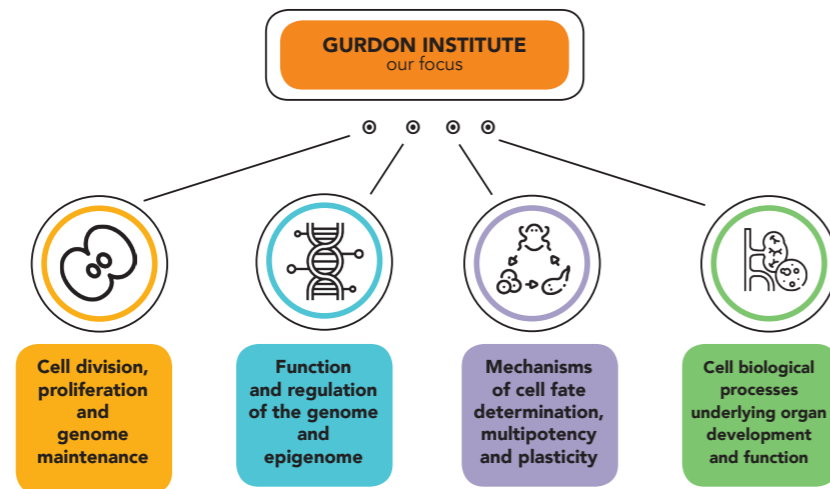 GURDON INSTITUTE
our focus
Cell division,
proliferation
and
genome
maintenance
Function
and regulation
of the genome
and
epigenome
Mechanisms
of cell fate
determination,
multipotency
and plasticity
Cell biological
processes
underlying organ
development
and function